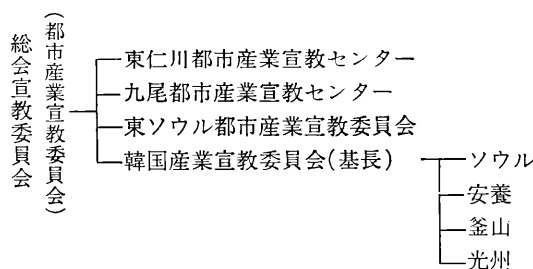 総会宣教委員会
(都市産業宣教委員会)
東仁川都市産業宣教センター
九尾都市産業宣教センター
東ソウル都市産業宣教委員会
韓国産業宣教委員会(基長)
ソウル
安養
釜山
光州